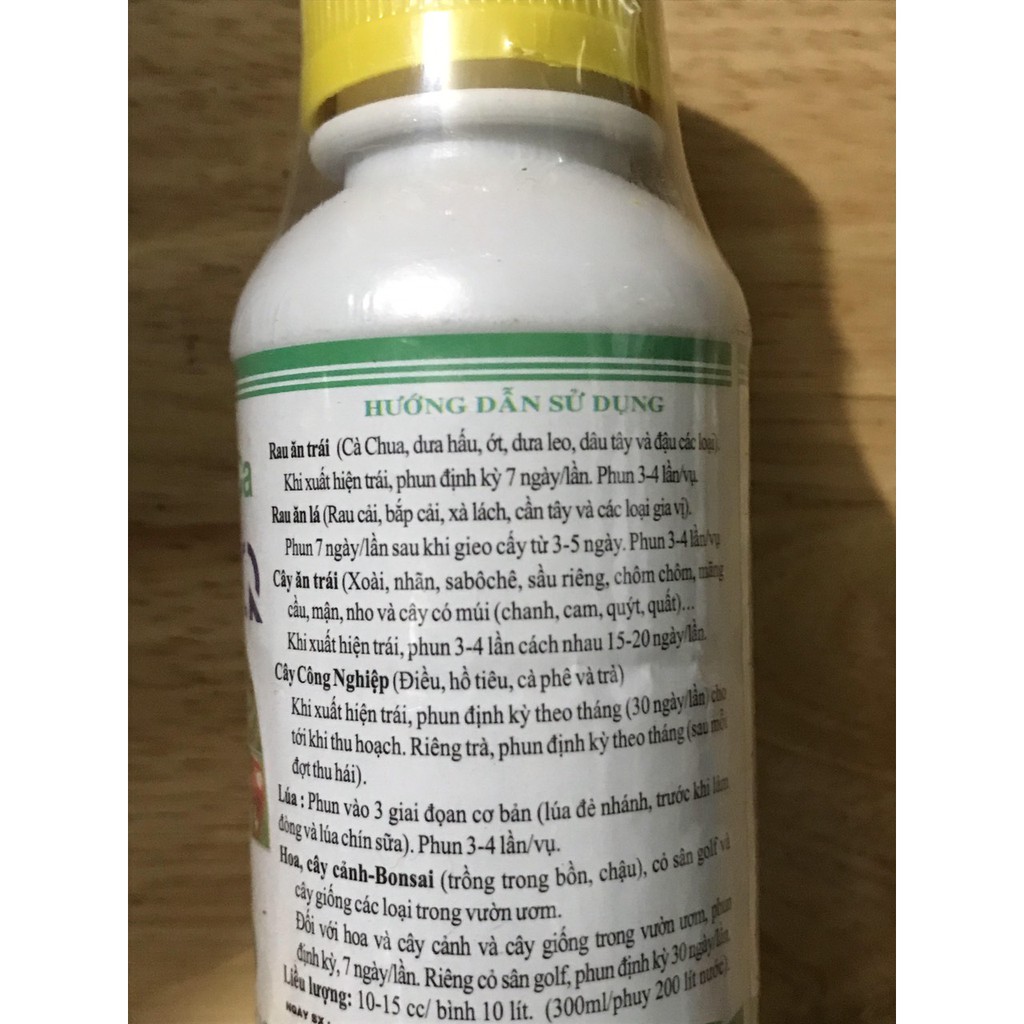 HƯỚNG DẪN SỬ DỤNG
Rau ăn trái (Cà Chua, dưa hấu, ớt, dưa leo, dâu tây và đậu các loại).
Khi xuất hiện trái, phun định kỳ 7 ngày/lần. Phun 3-4 lần/vụ.
Rau ăn lá (Rau cải, bắp cải, xà lách, cần tây và các loại gia vị).
Phun 7 ngày/lần sau khi gieo cấy từ 3-5 ngày. Phun 3-4 lần/vụ
Cây ăn trái (Xoài, nhãn, sabôchê, sầu riêng, chôm chôm, mãng
cầu, mận, nho và cây có múi (chanh, cam, quýt, quất)...
Khi xuất hiện trái, phun 3-4 lần cách nhau 15-20 ngày/lần.
Cây Công Nghiệp (Điều, hồ tiêu, cà phê và trà)
Khi xuất hiện trái, phun định kỳ theo tháng (30 ngày/lần) cho
tới khi thu hoạch. Riêng trà, phun định kỳ theo tháng (sau mỗi
đợt thu hái).
Lúa : Phun vào 3 giai đọan cơ bản (lúa đẻ nhánh, trước khi làm
đòng và lúa chín sữa). Phun 3-4 lần/vụ.
Hoa, cây cảnh-Bonsai (trồng trong bồn, chậu), cỏ sân golf và
cây giống các loại trong vườn ươm.
Đối với hoa và cây cảnh và cây giống trong vườn ươm, phun
định kỳ, 7 ngày/lần. Riêng cỏ sân golf, phun định kỳ 30 ngày/lần.
Liều lượng: 10-15 cc/ bình 10 lít. (300ml/phuy 200 lít nước).
NGÀY SX